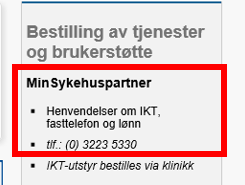 Bestilling av tjenester
og brukerstøtte
MinSykehuspartner
▪ Henvendelser om IKT,
fasttelefon og lønn
▪ tlf.: (0) 3223 5330
▪ IKT-utstyr bestilles via klinikk